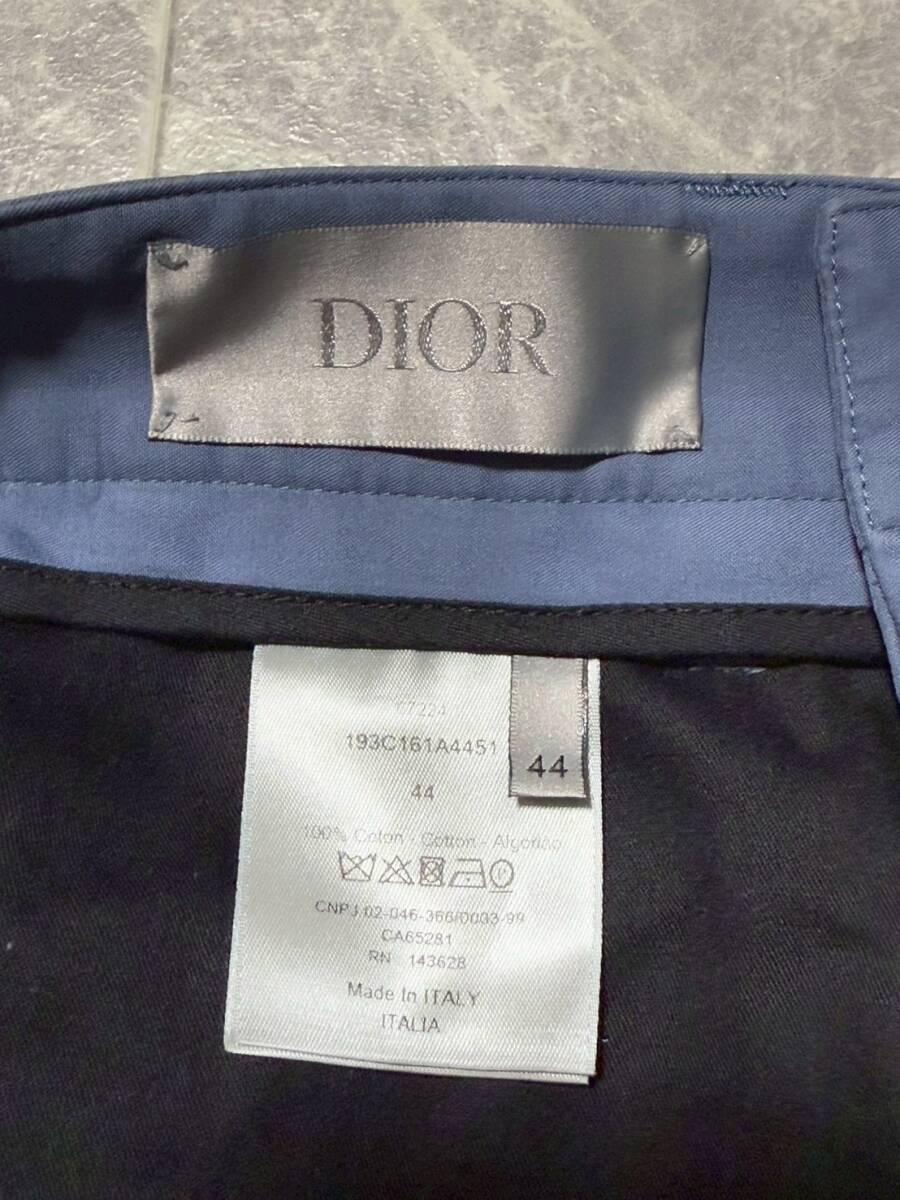 DIOR
193C161A4451
44
44
100% Coton - Cotton - Algodão
CNPJ 02-046-366/0003-99
CA65281
RN 143628
Made In ITALY
ITALIA